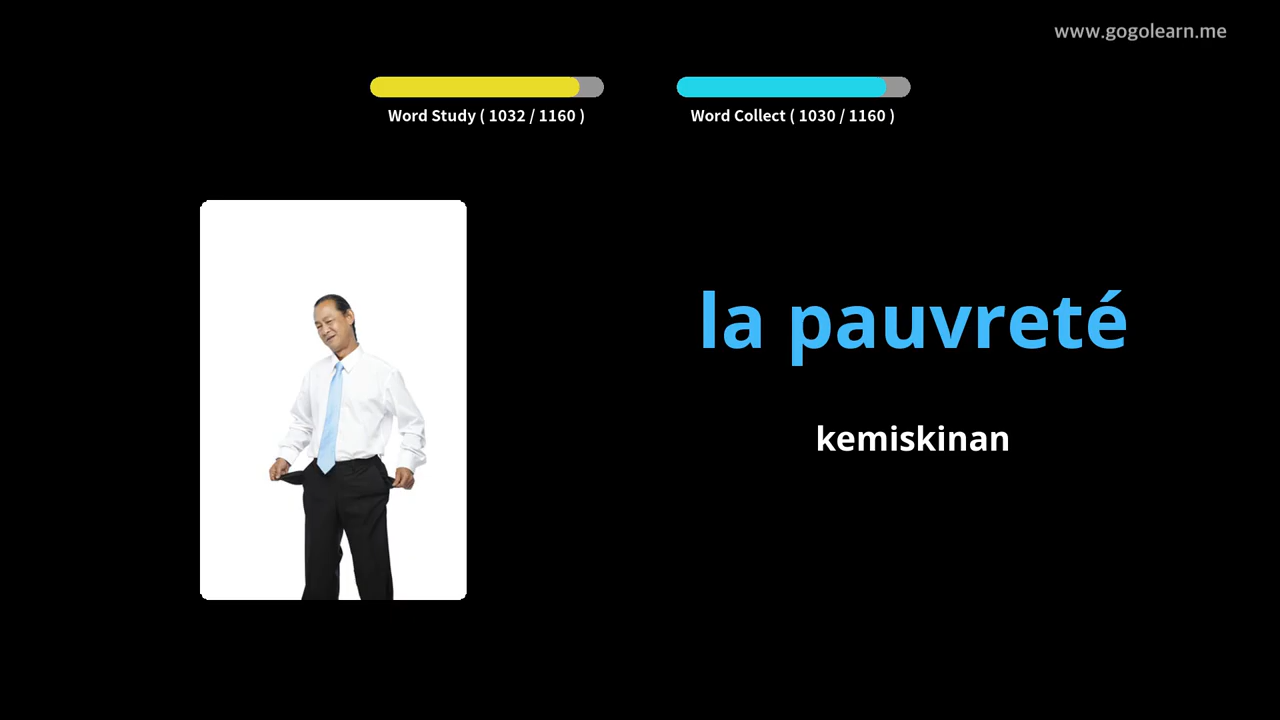 www.gogolearn.me
Word Study ( 1032 / 1160 )
Word Collect ( 1030 / 1160 )
la pauvreté
kemiskinan